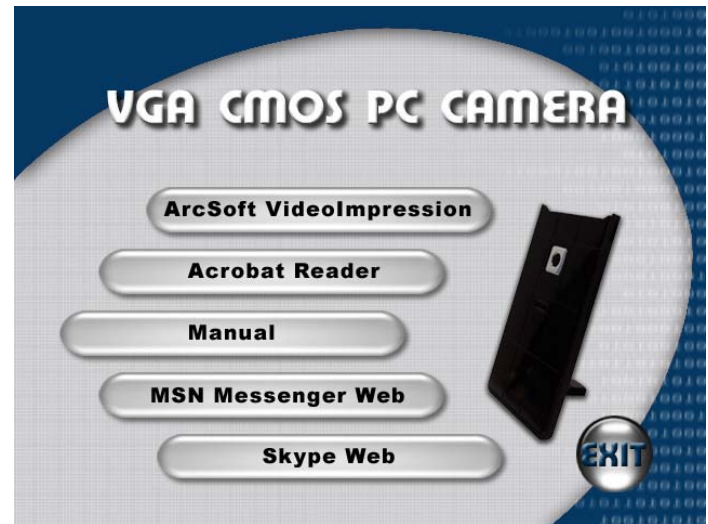 VGA CMOS PC CAMERA
ArcSoft VideoImpression
Acrobat Reader
Manual
MSN Messenger Web
Skype Web
EXIT